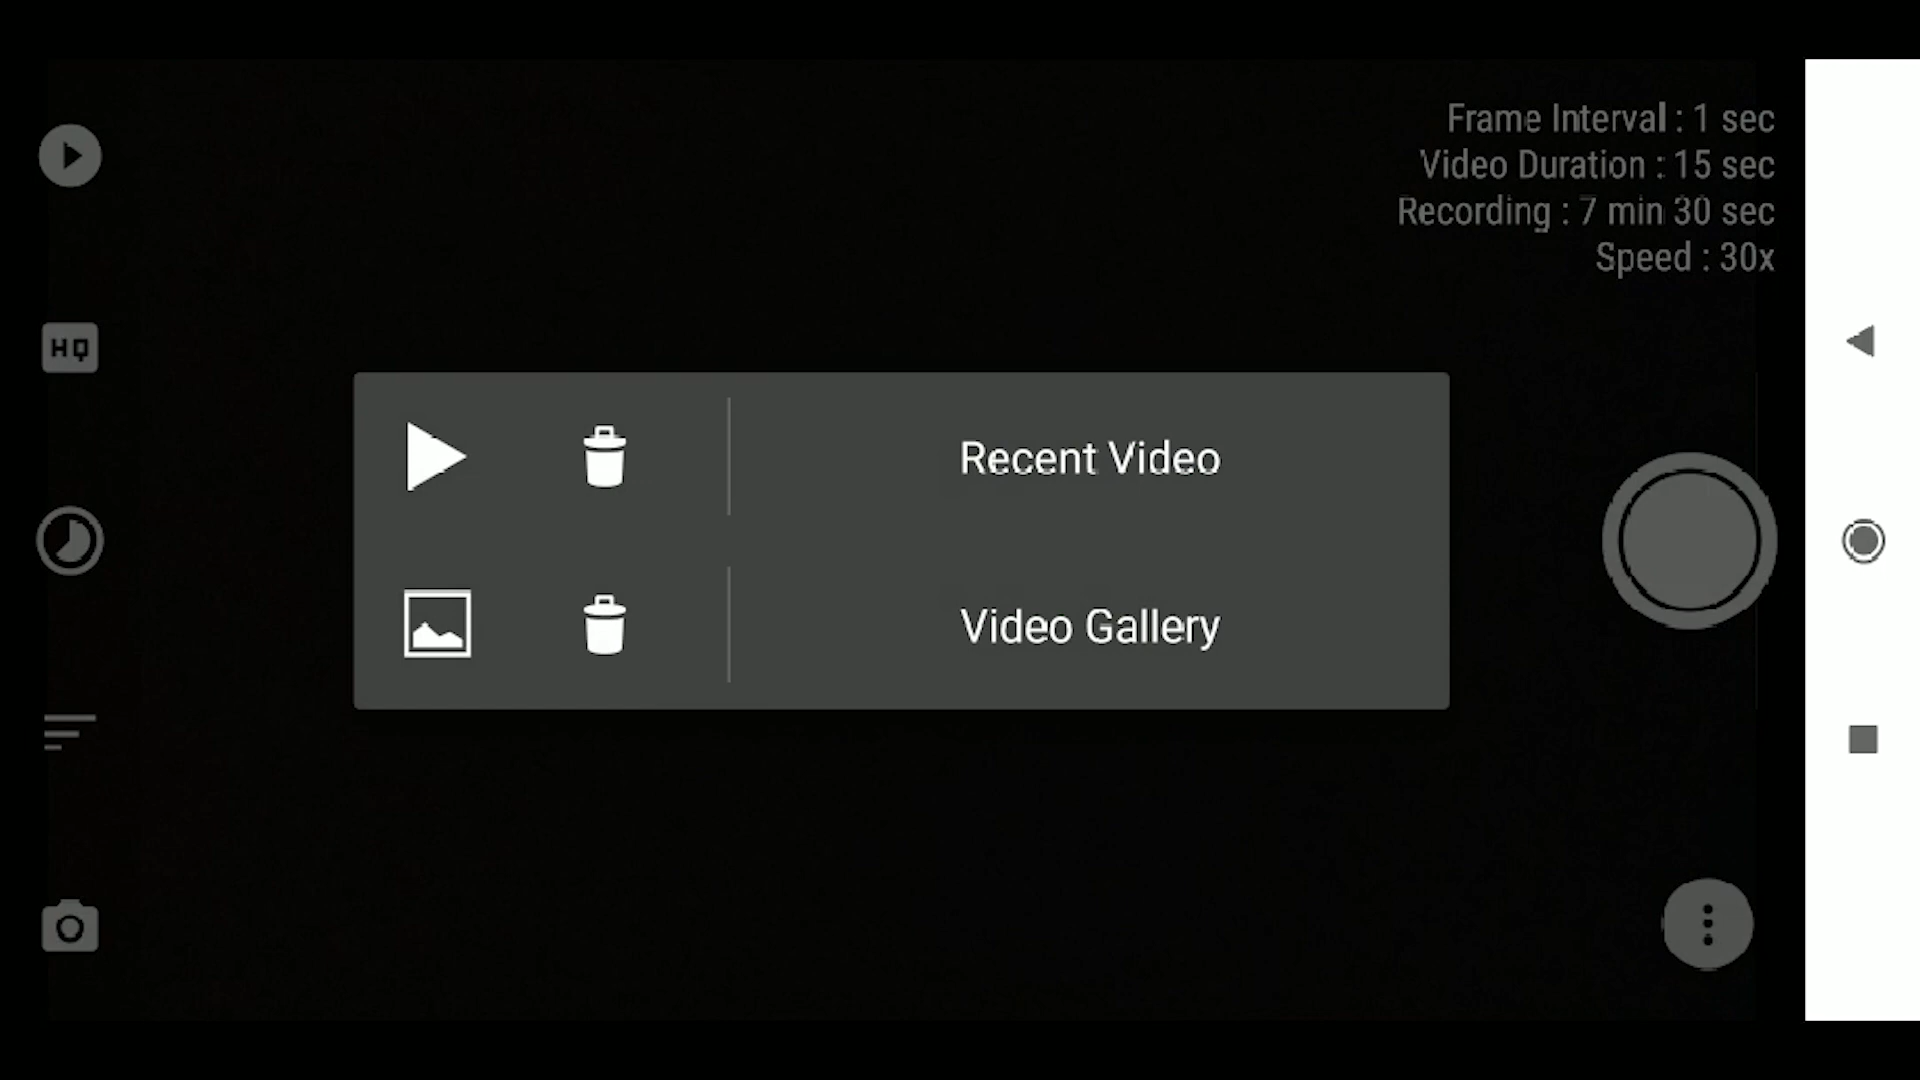 Frame Interval : 1 sec
Video Duration : 15 sec
Recording : 7 min 30 sec
Speed : 30x
HQ
Recent Video
Video Gallery